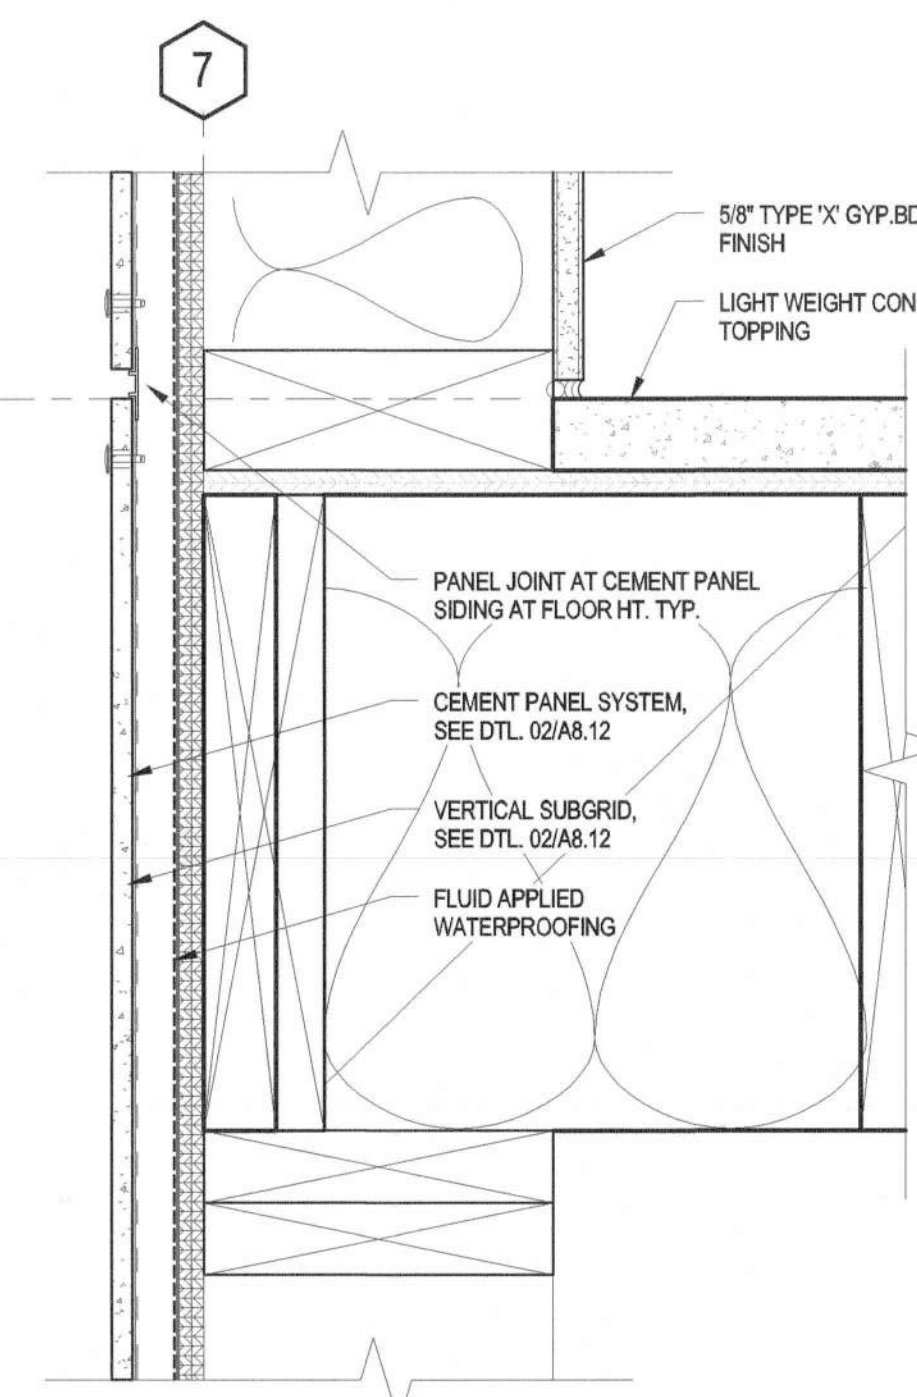 7
5/8" TYPE 'X' GYP.BD
FINISH
LIGHT WEIGHT CON
TOPPING
PANEL JOINT AT CEMENT PANEL
SIDING AT FLOOR HT. TYP.
CEMENT PANEL SYSTEM,
SEE DTL. 02/A8.12
VERTICAL SUBGRID,
SEE DTL. 02/A8.12
FLUID APPLIED
WATERPROOFING